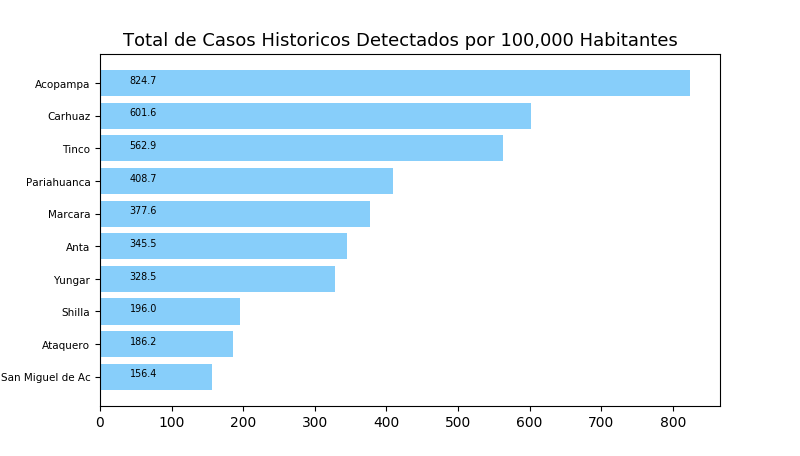 Total de Casos Historicos Detectados por 100,000 Habitantes
Acopampa 824.7
Carhuaz 601.6
Tinco 562.9
Pariahuanca 408.7
Marcara 377.6
Anta 345.5
Yungar 328.5
Shilla 196.0
Ataquero 186.2
San Miguel de Ac 156.4
0 100 200 300 400 500 600 700 800